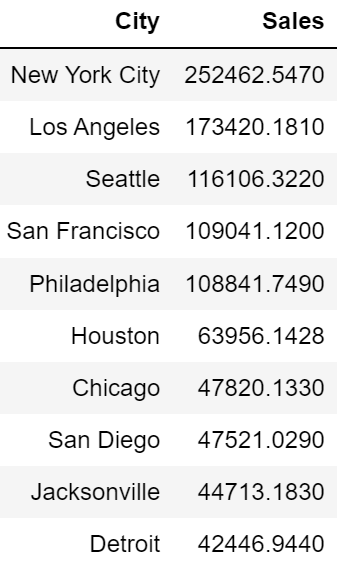 City Sales
New York City 252462.5470
Los Angeles 173420.1810
Seattle 116106.3220
San Francisco 109041.1200
Philadelphia 108841.7490
Houston 63956.1428
Chicago 47820.1330
San Diego 47521.0290
Jacksonville 44713.1830
Detroit 42446.9440